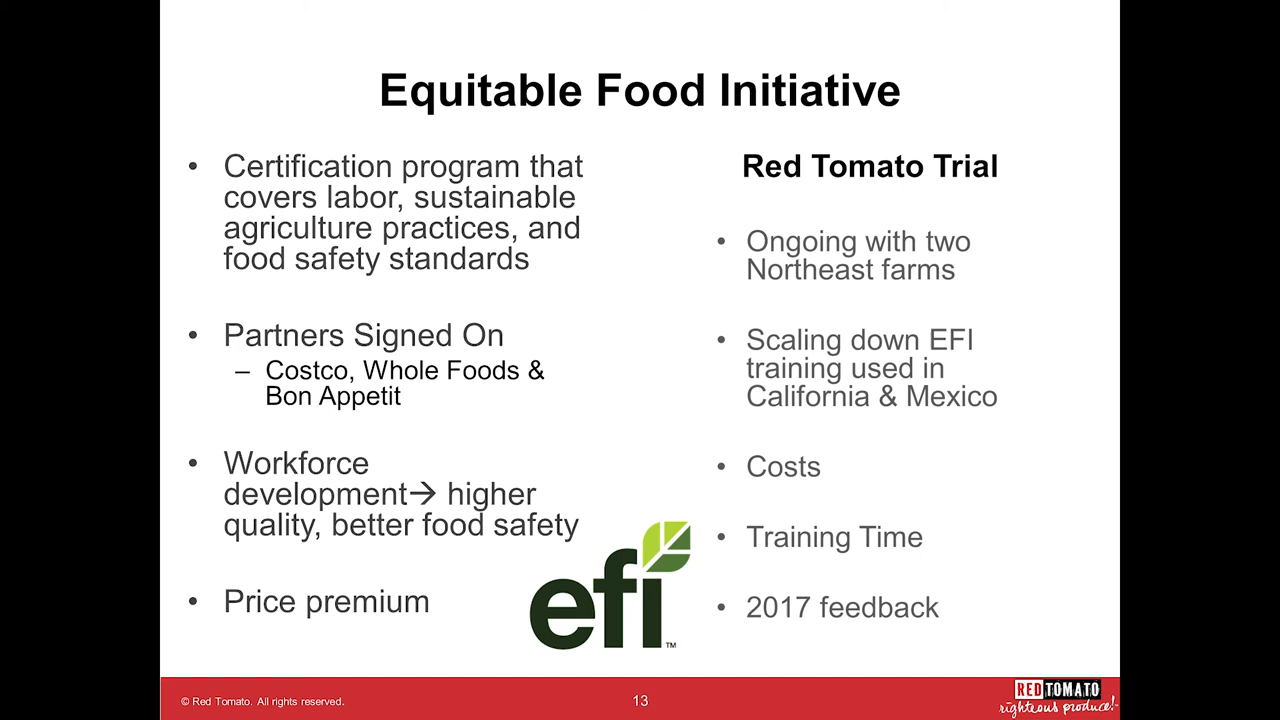 Equitable Food Initiative
• Certification program that
covers labor, sustainable
agriculture practices, and
food safety standards
• Partners Signed On
– Costco, Whole Foods &
Bon Appetit
• Workforce
development→ higher
quality, better food safety
• Price premium
efi™
Red Tomato Trial
• Ongoing with two
Northeast farms
• Scaling down EFI
training used in
California & Mexico
• Costs
• Training Time
• 2017 feedback
© Red Tomato. All rights reserved.
13
RED TOMATO
righteous produce!